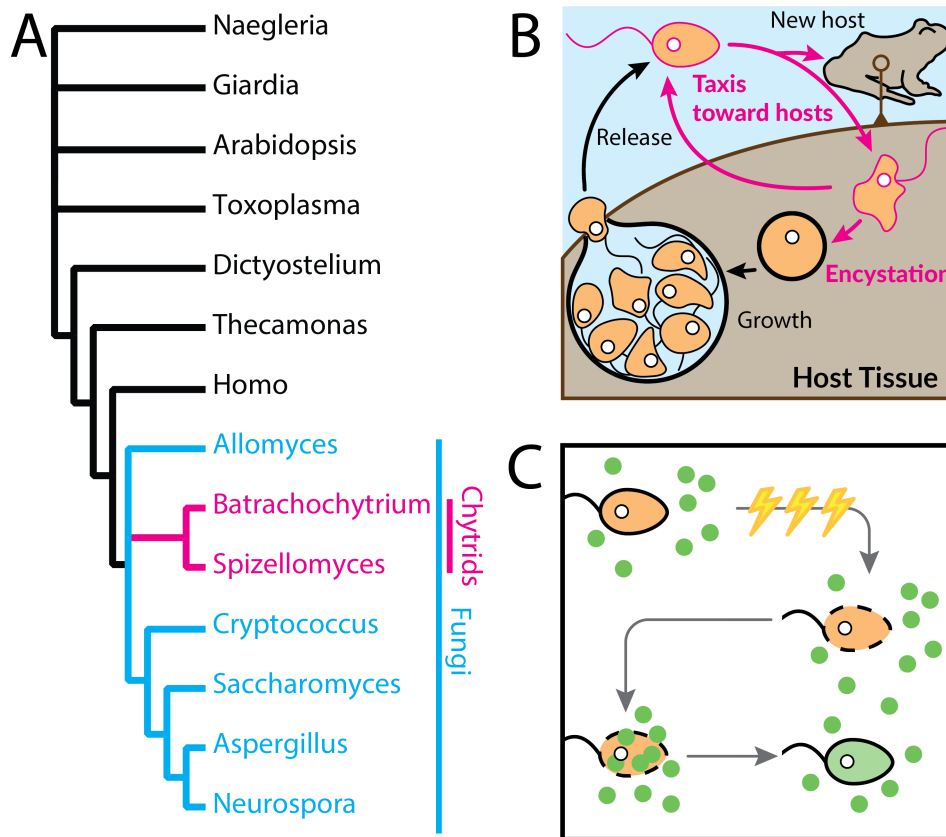 A
Naegleria
Giardia
Arabidopsis
Toxoplasma
Dictyostelium
Thecamonas
Homo
Allomyces
Batrachochytrium
Spizellomyces
Cryptococcus
Saccharomyces
Aspergillus
Neurospora
Chytrids
Fungi
B
New host
Taxis
toward hosts
Release
Encystation
Growth
Host Tissue
C